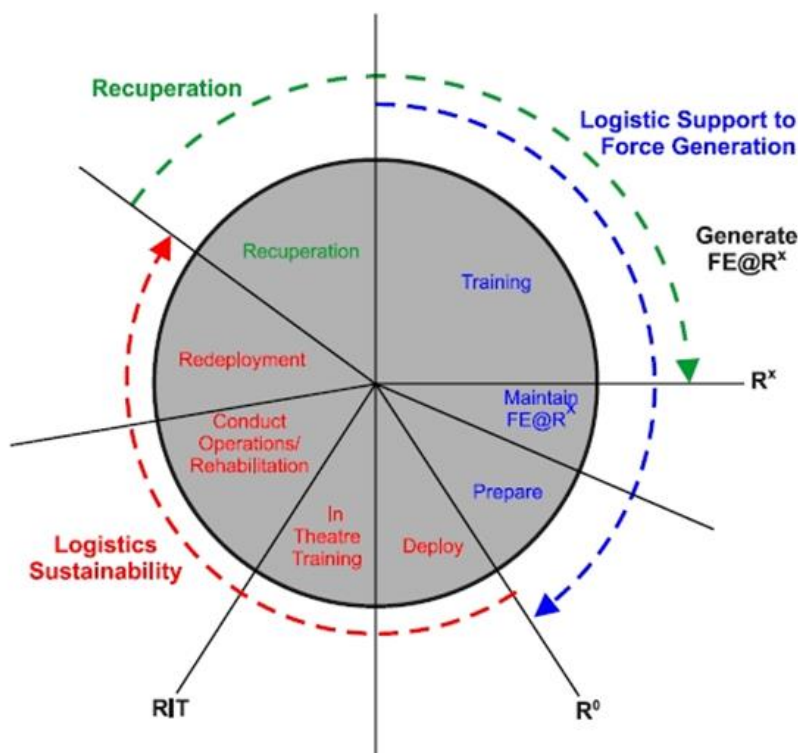 Recuperation
Logistic Support to
Force Generation
Generate
FE@Rˣ
Recuperation
Training
Redeployment
Rˣ
Maintain
FE@Rˣ
Conduct
Operations/
Rehabilitation
Prepare
In
Theatre
Training
Deploy
Logistics
Sustainability
RIT
R⁰